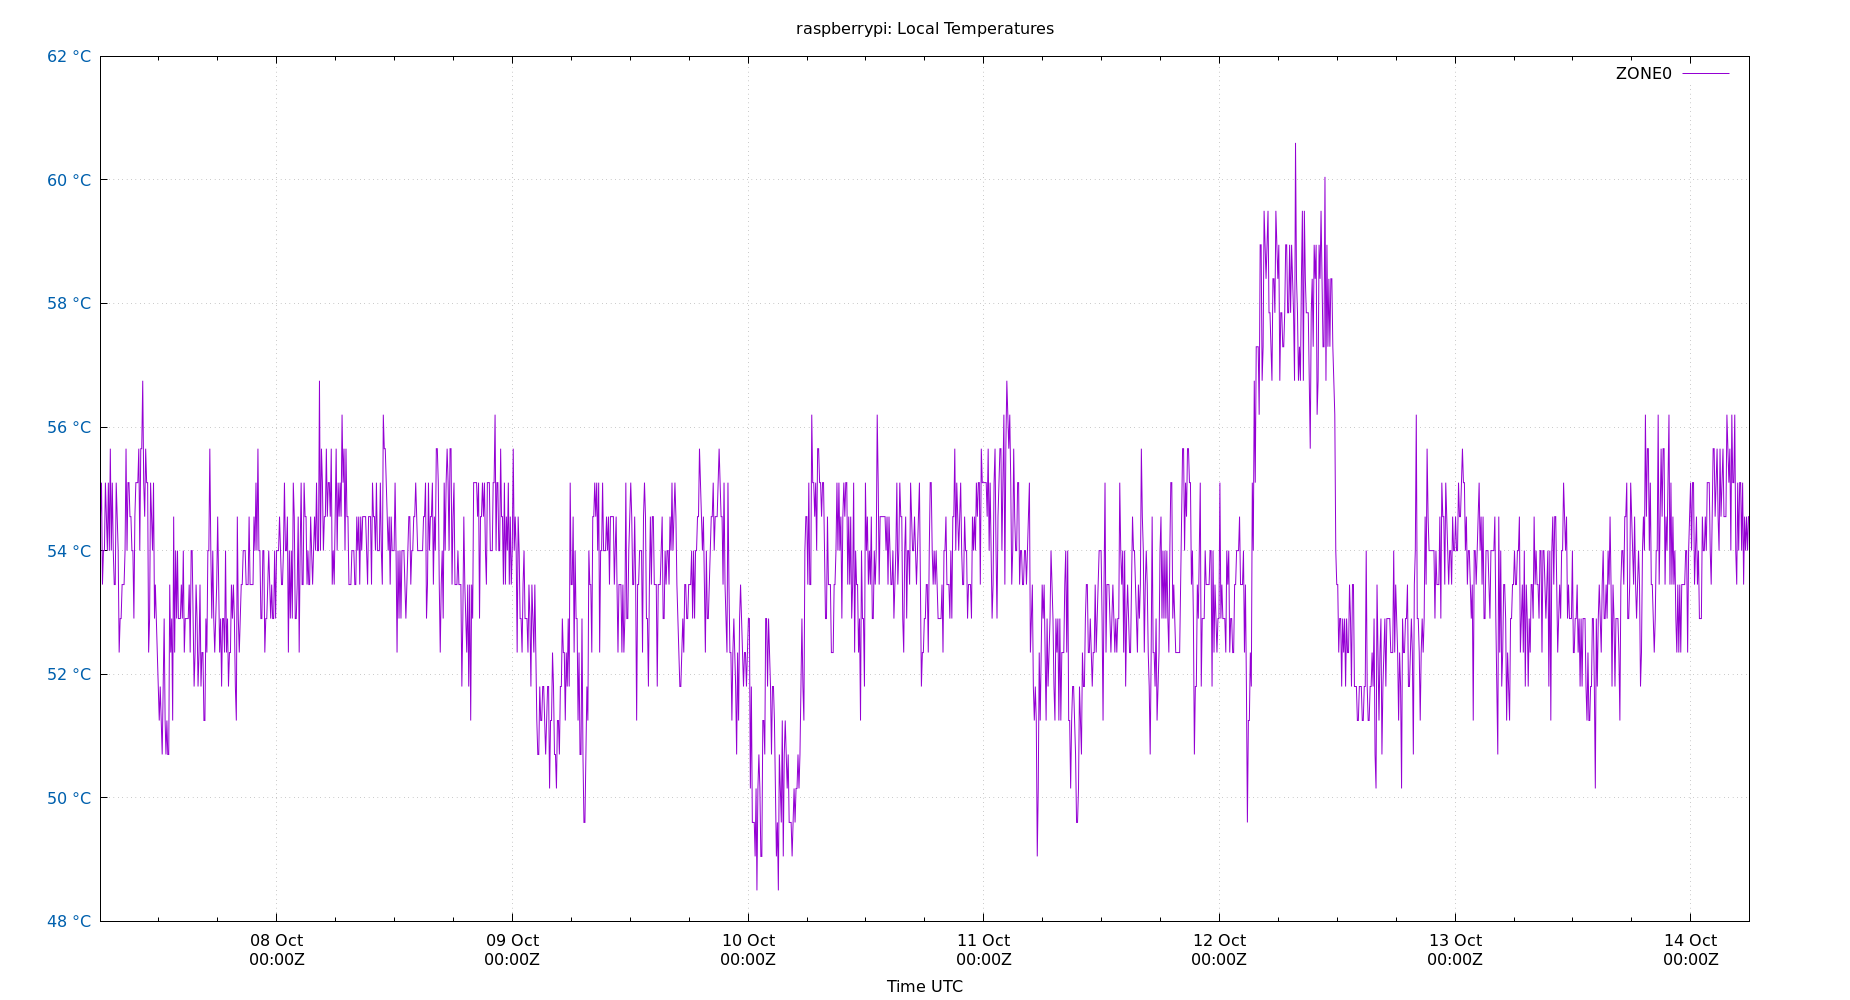 raspberrypi: Local Temperatures
62 °C
60 °C
58 °C
56 °C
54 °C
52 °C
50 °C
48 °C
ZONE0
08 Oct
00:00Z
09 Oct
00:00Z
10 Oct
00:00Z
11 Oct
00:00Z
12 Oct
00:00Z
13 Oct
00:00Z
14 Oct
00:00Z
Time UTC